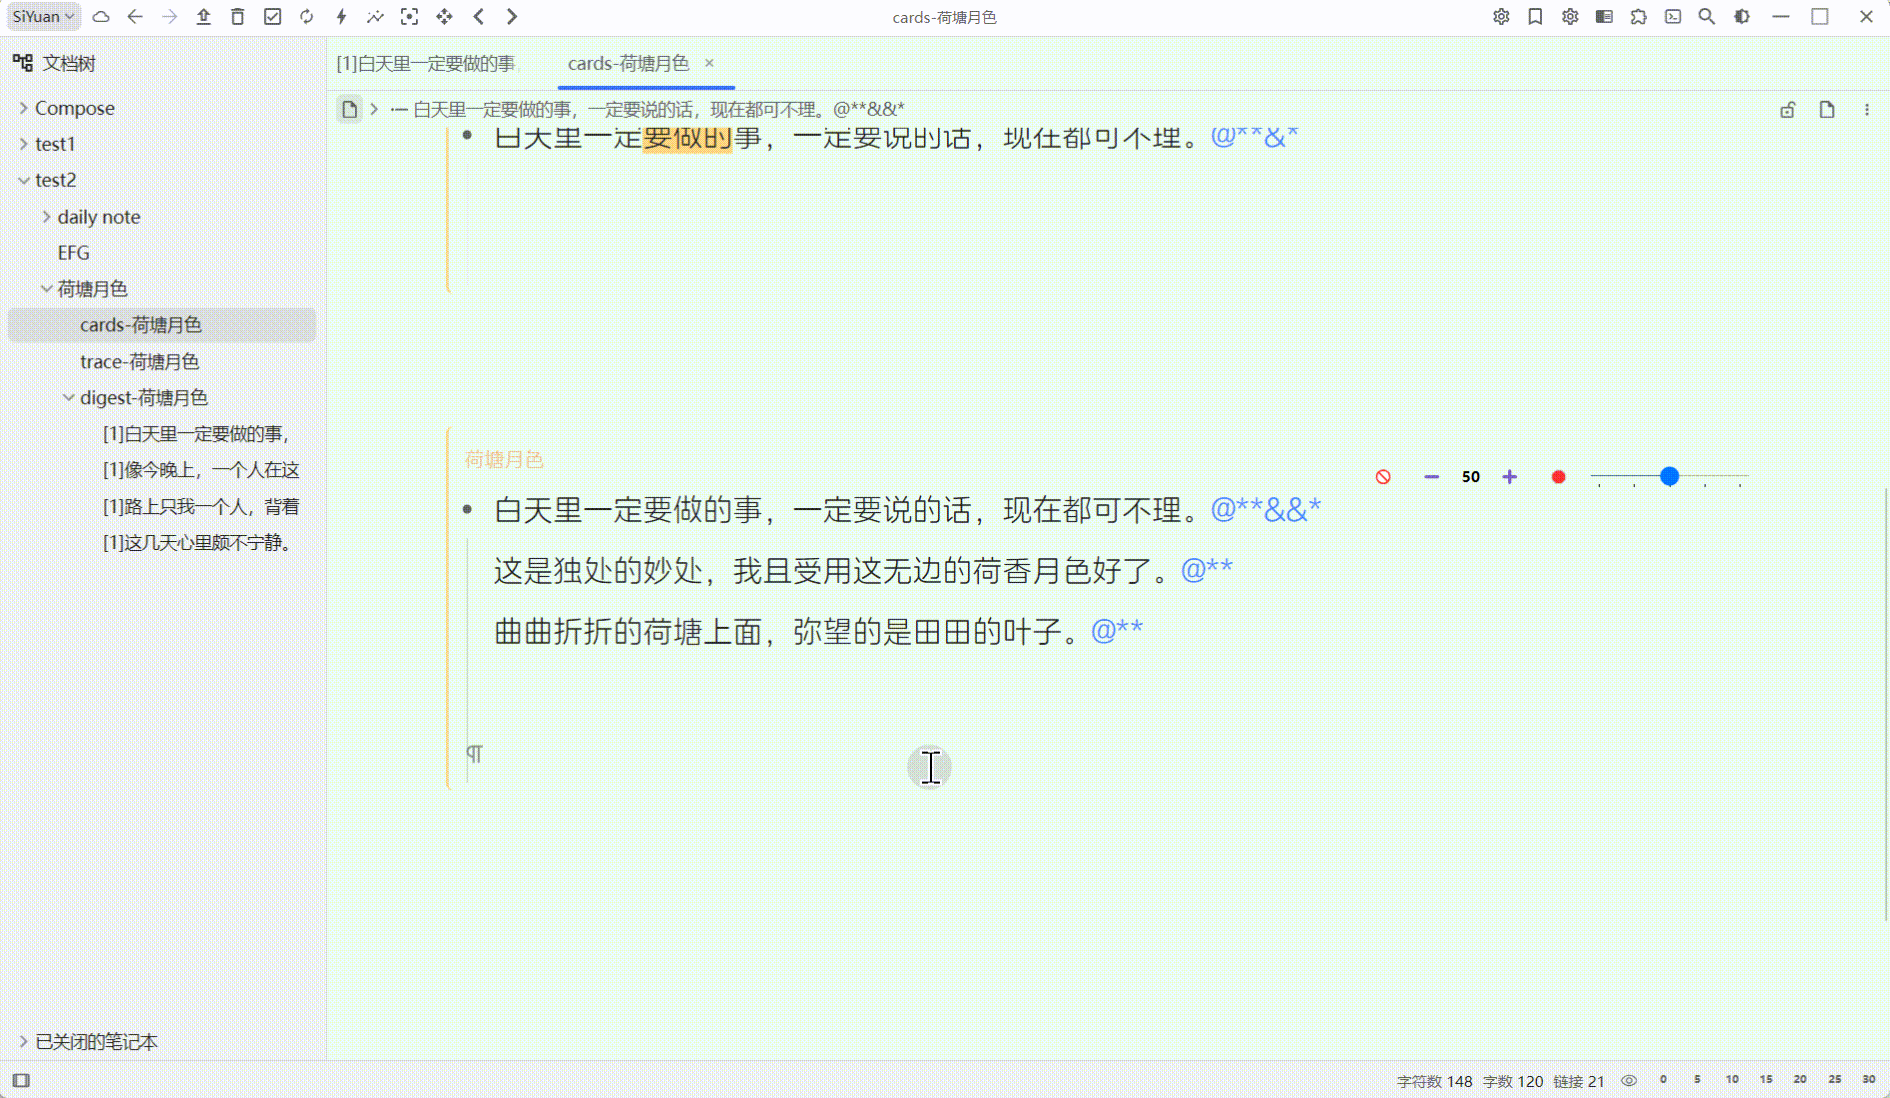 SiYuan
cards-荷塘月色
文档树
[1]白天里一定要做的事,
cards-荷塘月色
白天里一定要做的事，一定要说的话，现在都可不理。@**&&*
Compose
test1
test2
daily note
EFG
荷塘月色
cards-荷塘月色
trace-荷塘月色
digest-荷塘月色
[1]白天里一定要做的事，
[1]像今晚上，一个人在这
[1]路上只我一个人，背着
[1]这几天心里颇不宁静。
已关闭的笔记本
白天里一定要做的事，一定要说的话，现在都可不理。@**&*
荷塘月色
50
白天里一定要做的事，一定要说的话，现在都可不理。@**&&*
这是独处的妙处，我且受用这无边的荷香月色好了。@**
曲曲折折的荷塘上面，弥望的是田田的叶子。@**
字符数 148 字数 120 链接 21 0 5 10 15 20 25 30